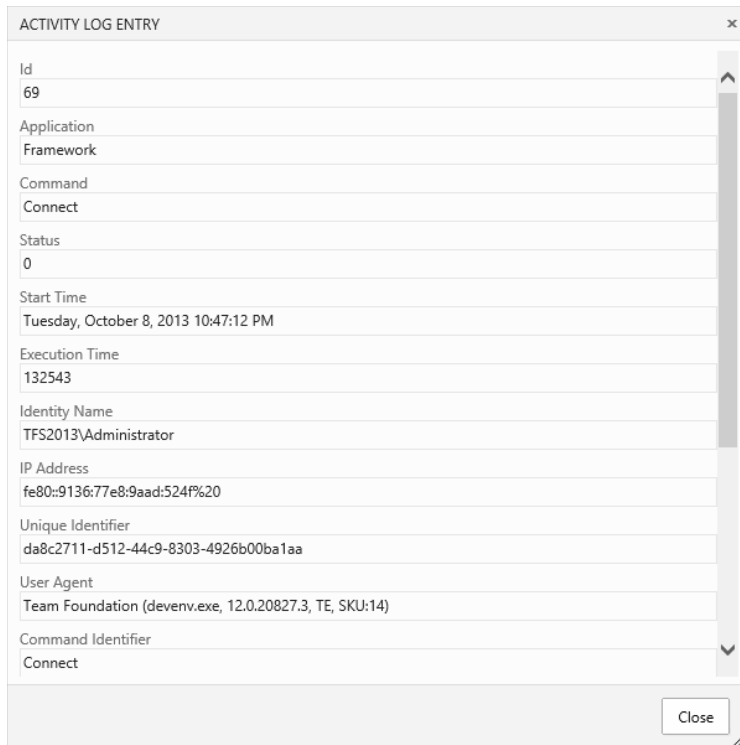 ACTIVITY LOG ENTRY
Id
69
Application
Framework
Command
Connect
Status
0
Start Time
Tuesday, October 8, 2013 10:47:12 PM
Execution Time
132543
Identity Name
TFS2013\Administrator
IP Address
fe80::9136:77e8:9aad:524f%20
Unique Identifier
da8c2711-d512-44c9-8303-4926b00ba1aa
User Agent
Team Foundation (devenv.exe, 12.0.20827.3, TE, SKU:14)
Command Identifier
Connect
Close